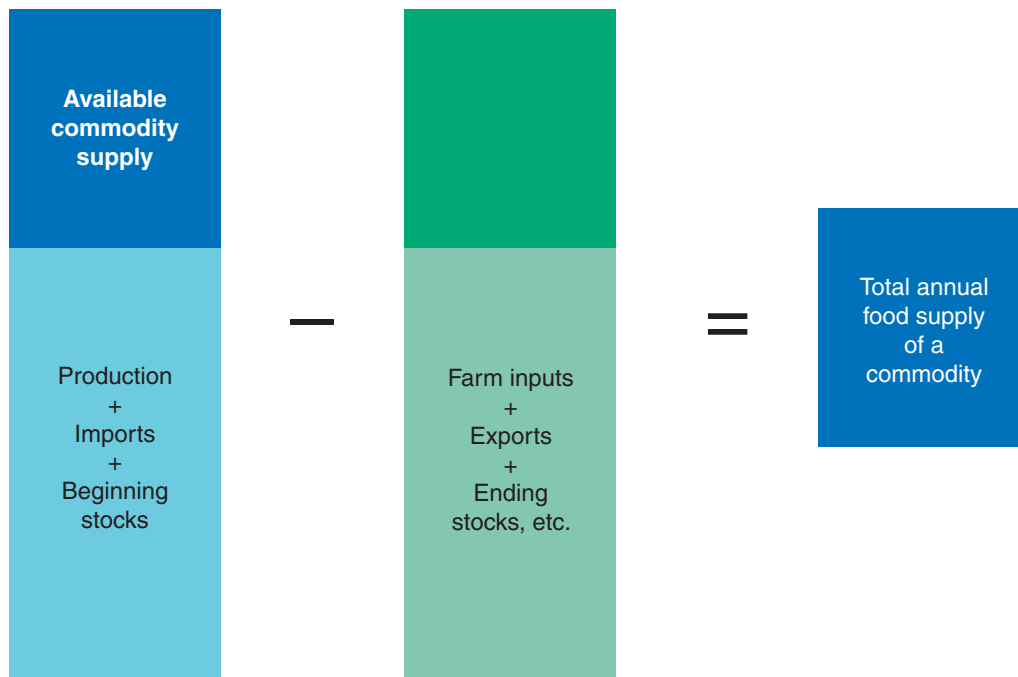 Available
commodity
supply
Production
+
Imports
+
Beginning
stocks
—
Farm inputs
+
Exports
+
Ending
stocks, etc.
=
Total annual
food supply
of a
commodity